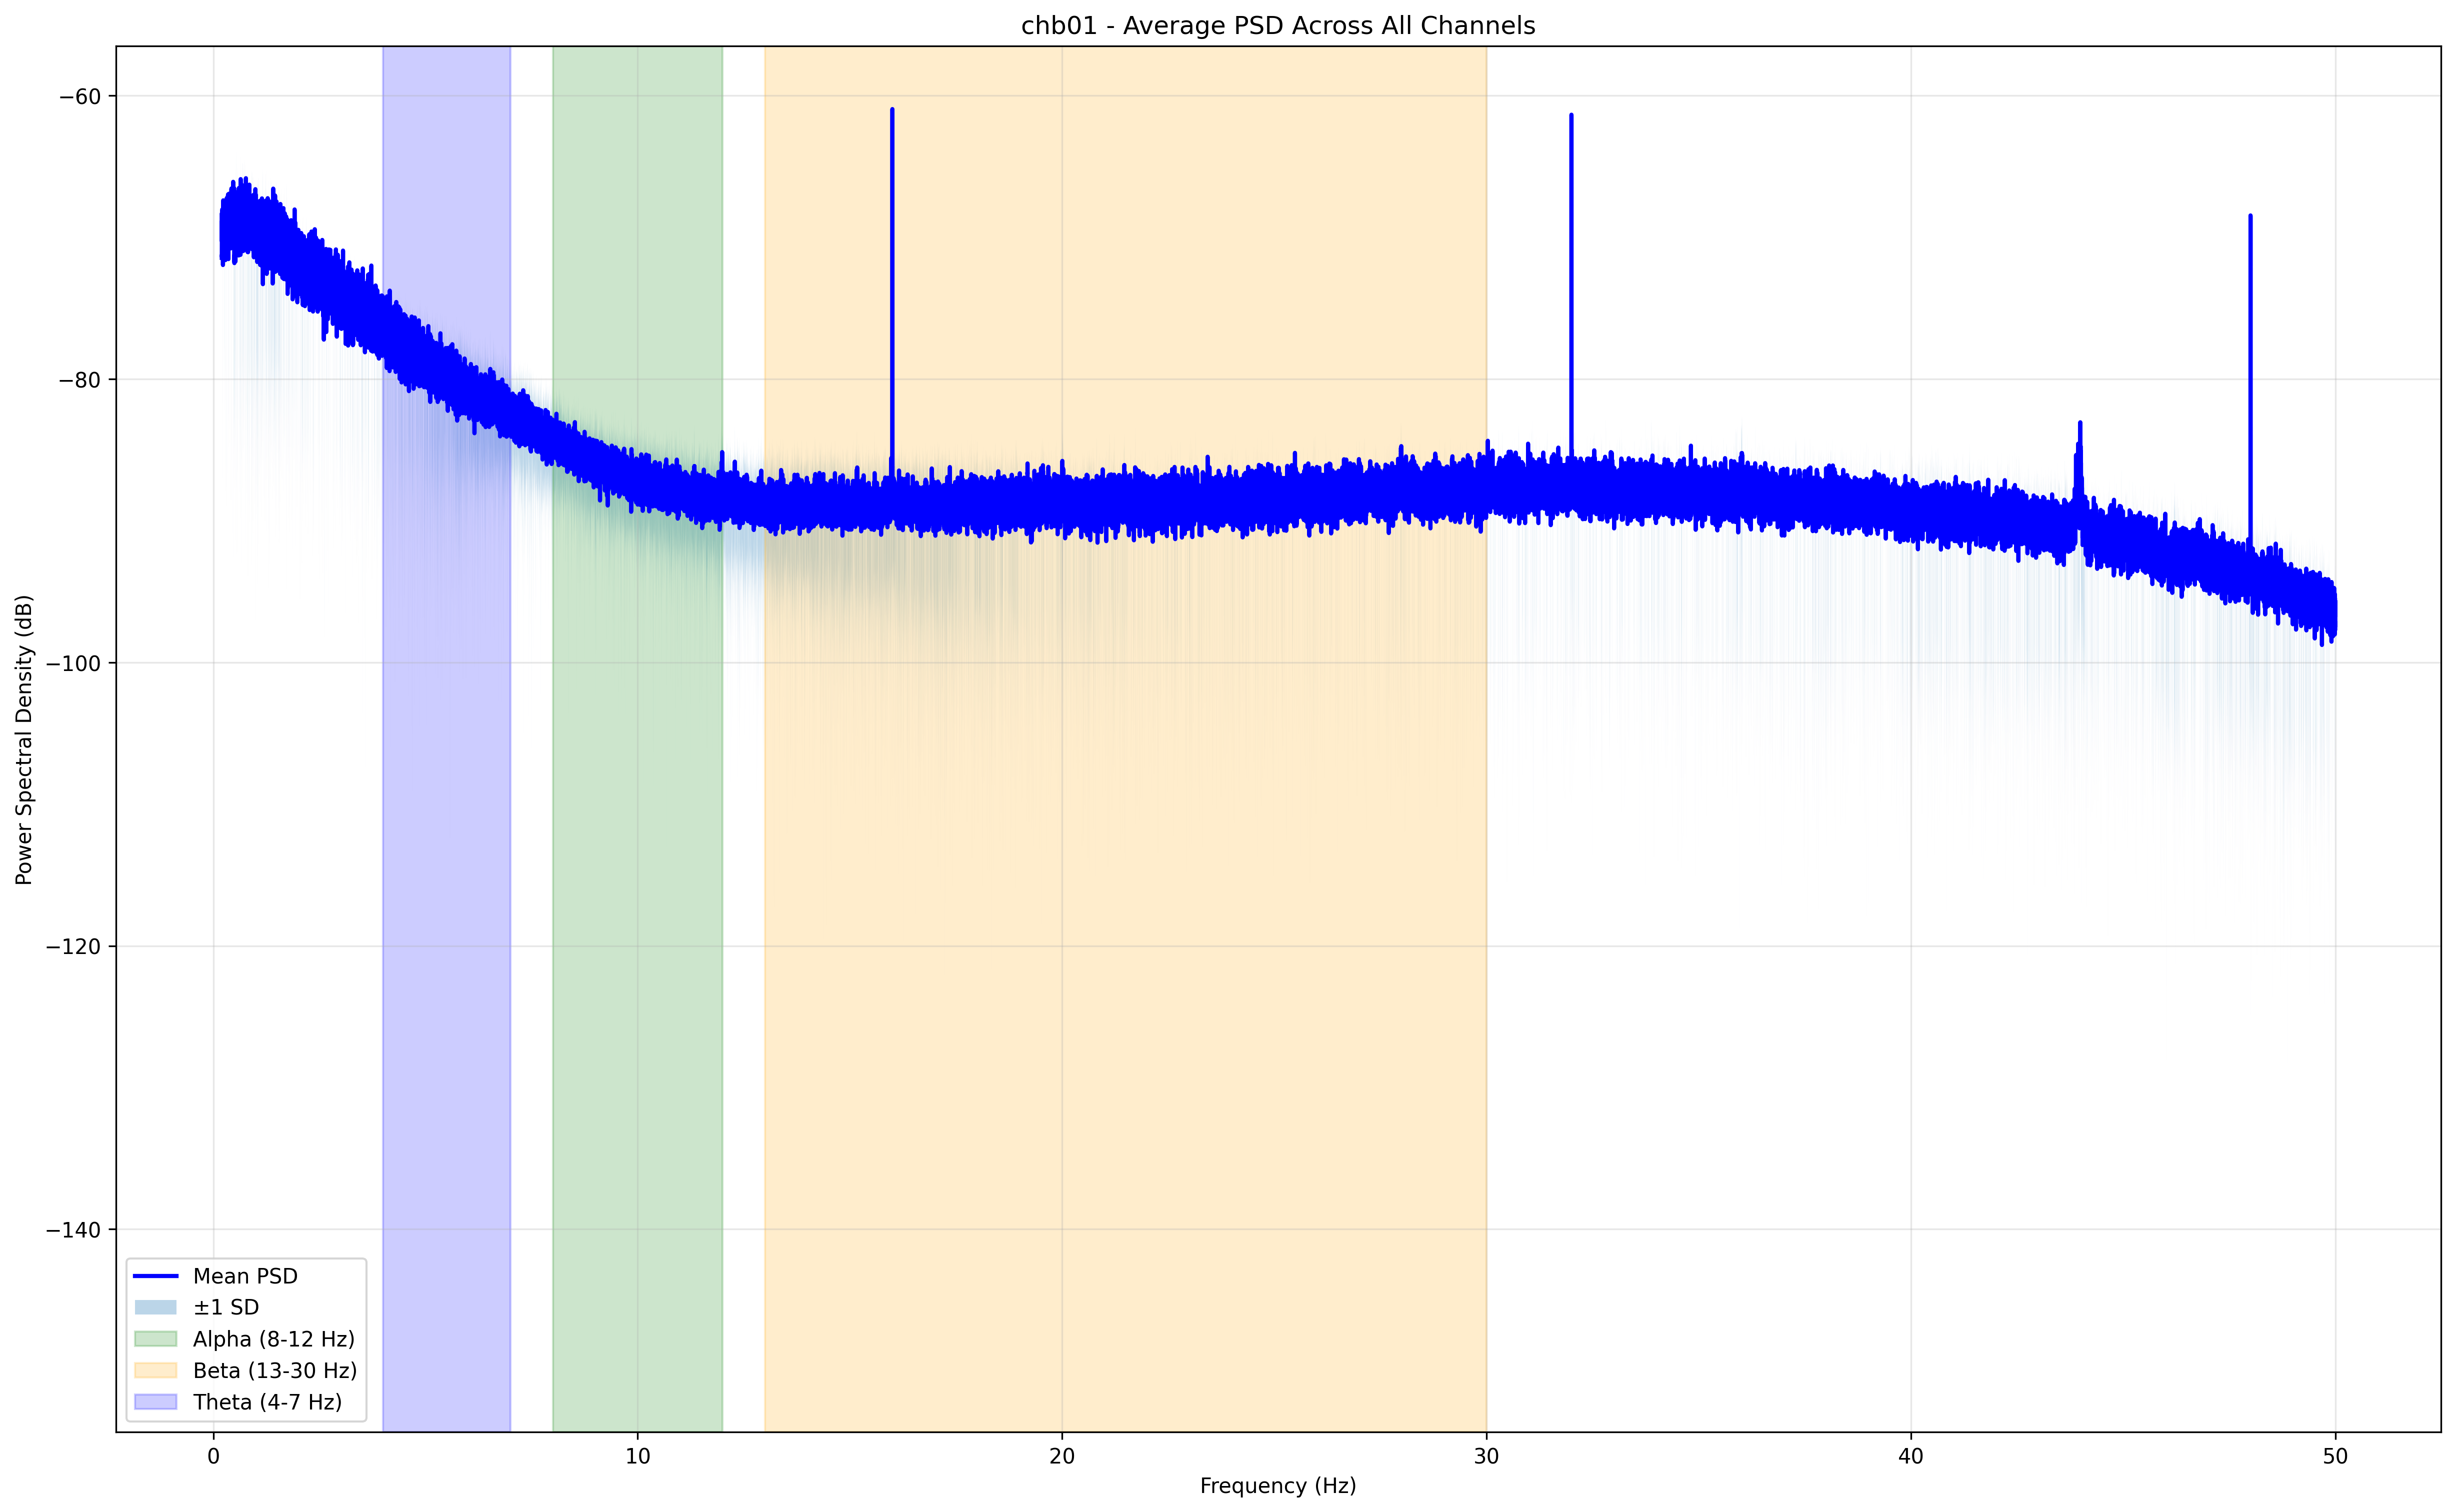 chb01 - Average PSD Across All Channels
Power Spectral Density (dB)
−60
−80
−100
−120
−140
Mean PSD
±1 SD
Alpha (8-12 Hz)
Beta (13-30 Hz)
Theta (4-7 Hz)
0 10 20 30 40 50
Frequency (Hz)